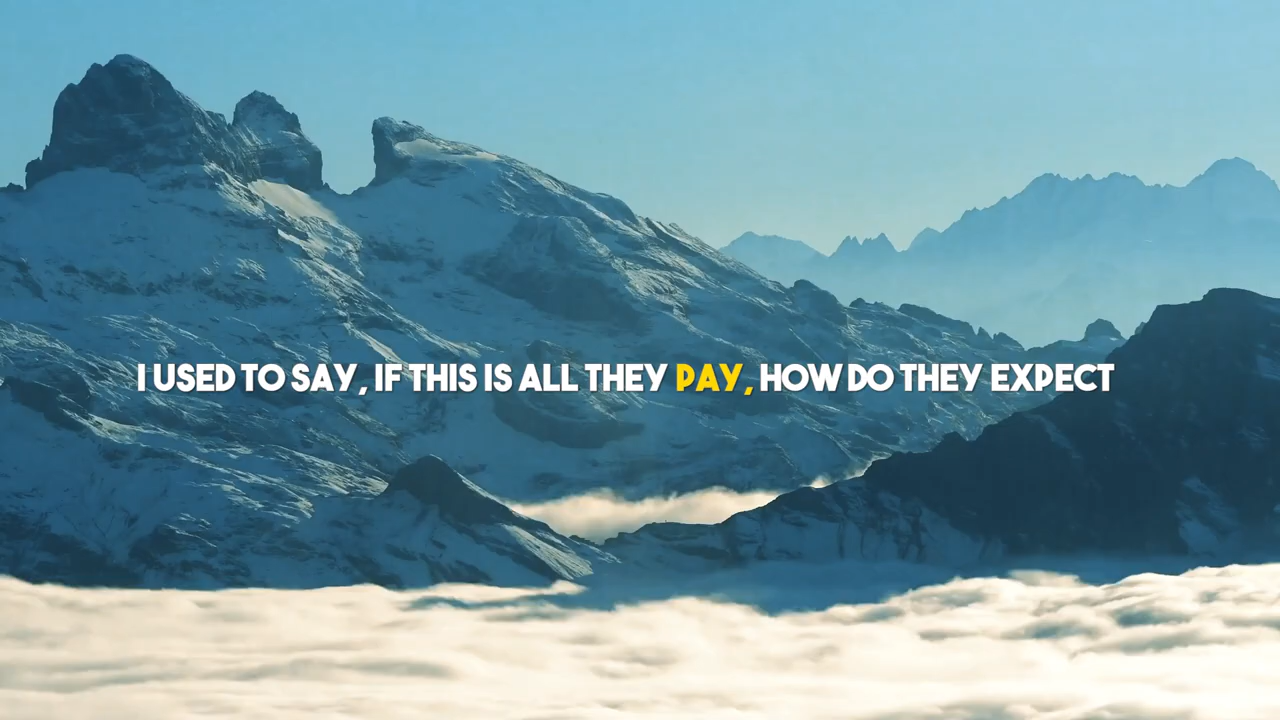 I USED TO SAY, IF THIS IS ALL THEY PAY, HOW DO THEY EXPECT